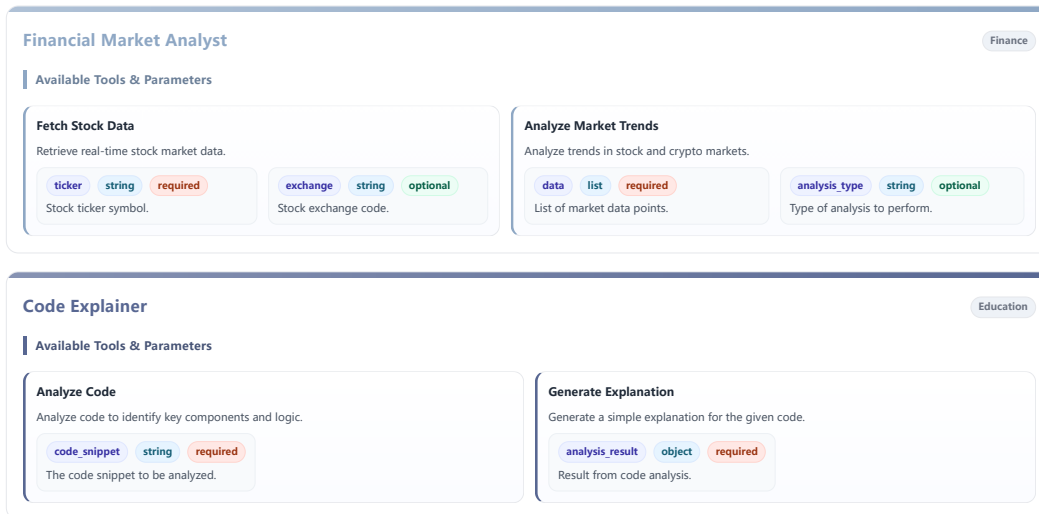 Financial Market Analyst
Finance
Available Tools & Parameters
Fetch Stock Data
Retrieve real-time stock market data.
ticker string required
Stock ticker symbol.
exchange string optional
Stock exchange code.
Analyze Market Trends
Analyze trends in stock and crypto markets.
data list required
List of market data points.
analysis_type string optional
Type of analysis to perform.
Code Explainer
Education
Available Tools & Parameters
Analyze Code
Analyze code to identify key components and logic.
code_snippet string required
The code snippet to be analyzed.
Generate Explanation
Generate a simple explanation for the given code.
analysis_result object required
Result from code analysis.